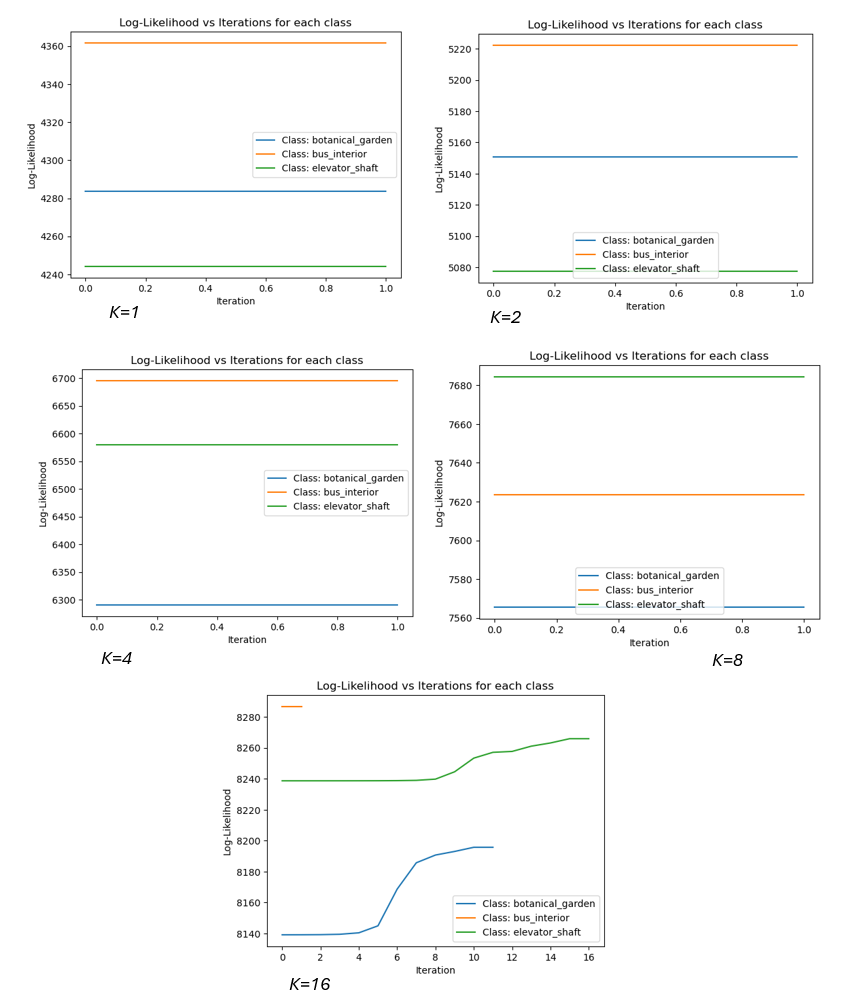 Log-Likelihood vs Iterations for each class
4360
4340
4320
4300
4280
4260
4240
Log-Likelihood
Class: botanical_garden
Class: bus_interior
Class: elevator_shaft
0.0 0.2 0.4 0.6 0.8 1.0
Iteration
K=1
Log-Likelihood vs Iterations for each class
5220
5200
5180
5160
5140
5120
5100
5080
Log-Likelihood
Class: botanical_garden
Class: bus_interior
Class: elevator_shaft
0.0 0.2 0.4 0.6 0.8 1.0
Iteration
K=2
Log-Likelihood vs Iterations for each class
6700
6650
6600
6550
6500
6450
6400
6350
6300
Log-Likelihood
Class: botanical_garden
Class: bus_interior
Class: elevator_shaft
0.0 0.2 0.4 0.6 0.8 1.0
Iteration
K=4
Log-Likelihood vs Iterations for each class
7680
7660
7640
7620
7600
7580
7560
Log-Likelihood
Class: botanical_garden
Class: bus_interior
Class: elevator_shaft
0.0 0.2 0.4 0.6 0.8 1.0
Iteration
K=8
Log-Likelihood vs Iterations for each class
8280
8260
8240
8220
8200
8180
8160
8140
Log-Likelihood
Class: botanical_garden
Class: bus_interior
Class: elevator_shaft
0 2 4 6 8 10 12 14 16
Iteration
K=16